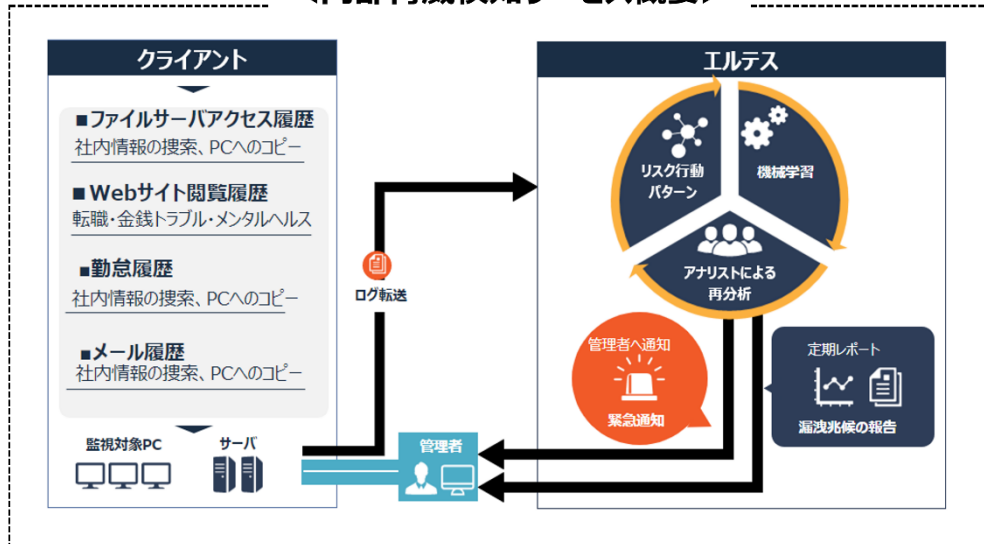 クライアント
■ファイルサーバアクセス履歴
社内情報の捜索、PCへのコピー
■Webサイト閲覧履歴
転職・金銭トラブル・メンタルヘルス
■勤怠履歴
社内情報の捜索、PCへのコピー
■メール履歴
社内情報の捜索、PCへのコピー
監視対象PC
サーバ
ログ転送
管理者
エルテス
リスク行動
パターン
機械学習
アナリストによる
再分析
管理者へ通知
緊急通知
定期レポート
漏洩兆候の報告